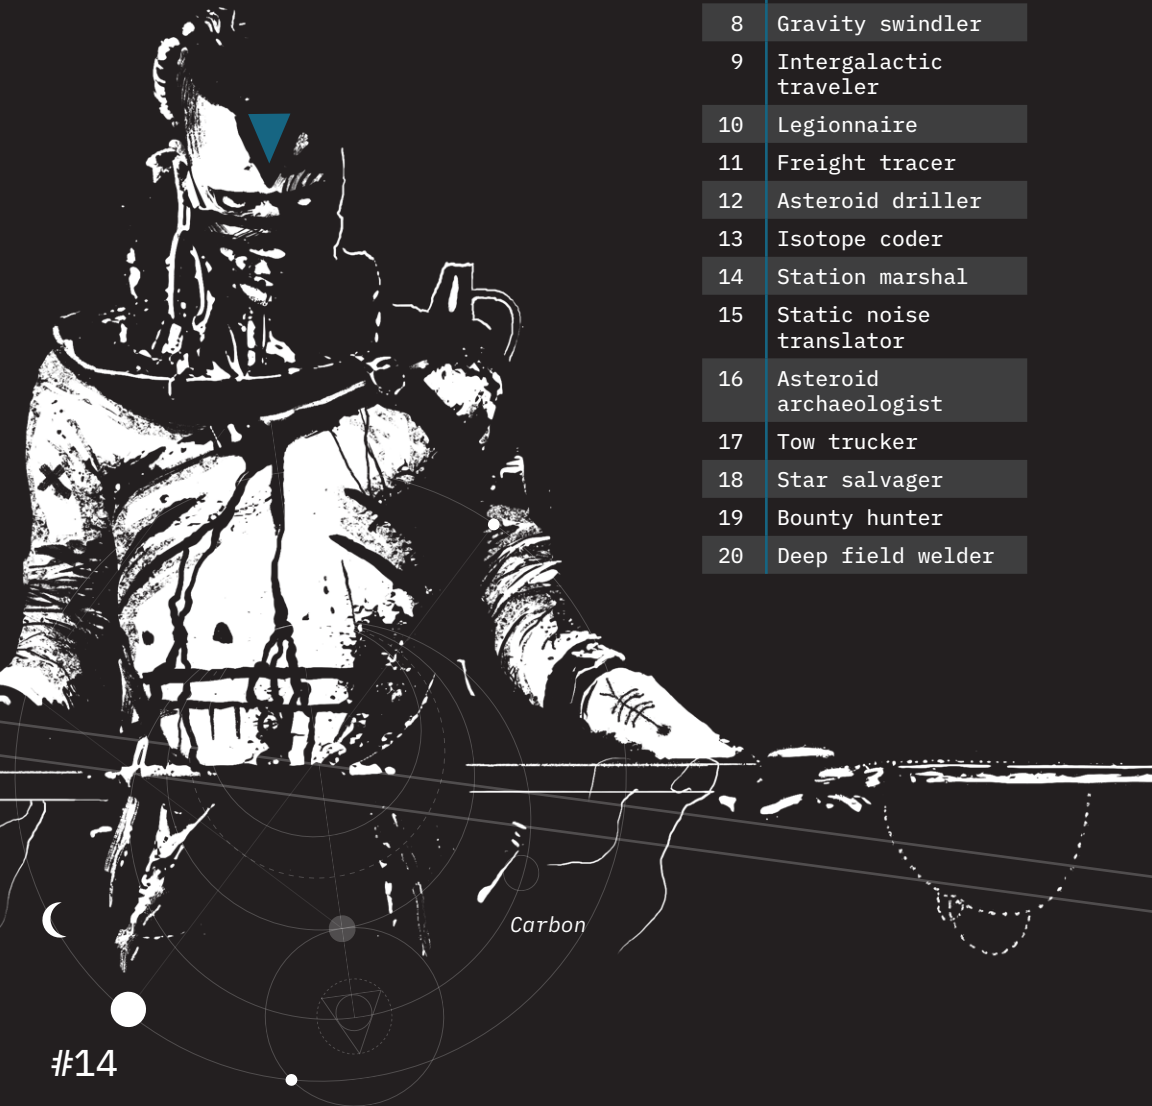 8 Gravity swindler
9 Intergalactic
traveler
10 Legionnaire
11 Freight tracer
12 Asteroid driller
13 Isotope coder
14 Station marshal
15 Static noise
translator
16 Asteroid
archaeologist
17 Tow trucker
18 Star salvager
19 Bounty hunter
20 Deep field welder
Carbon
#14